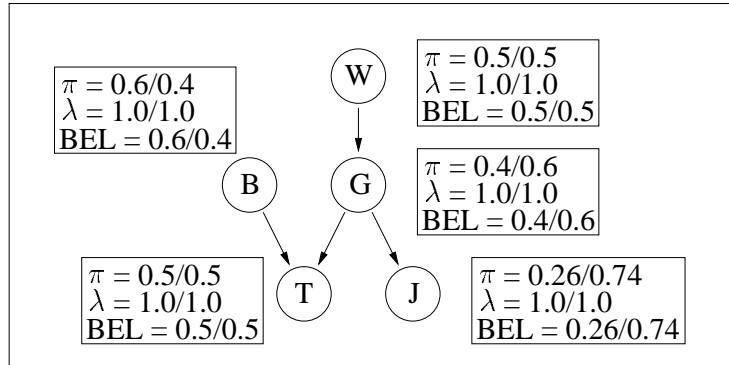 W
π = 0.5/0.5
λ = 1.0/1.0
BEL = 0.5/0.5
π = 0.6/0.4
λ = 1.0/1.0
BEL = 0.6/0.4
B
G
π = 0.4/0.6
λ = 1.0/1.0
BEL = 0.4/0.6
π = 0.5/0.5
λ = 1.0/1.0
BEL = 0.5/0.5
T
J
π = 0.26/0.74
λ = 1.0/1.0
BEL = 0.26/0.74